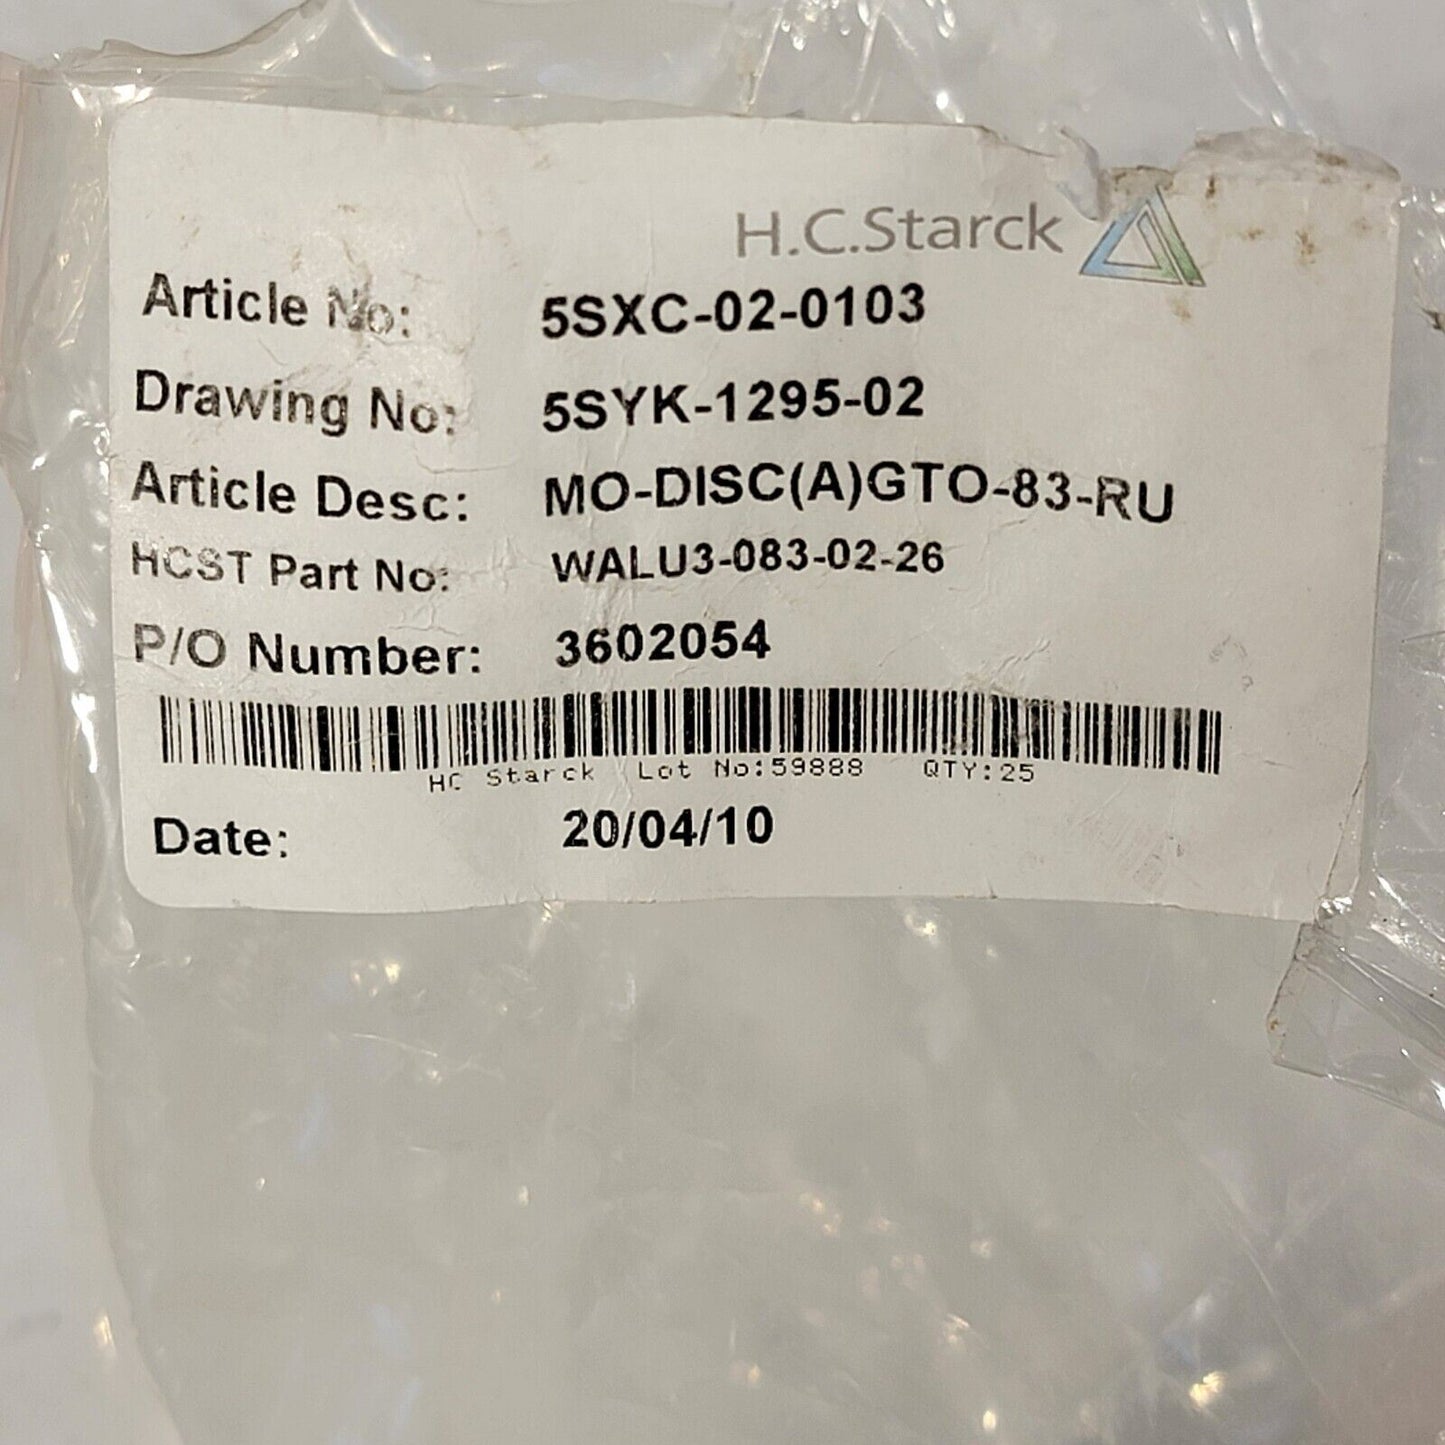 H.C.Starck
Article No: 5SXC-02-0103
Drawing No: 5SYK-1295-02
Article Desc: MO-DISC(A)GTO-83-RU
HCST Part No: WALU3-083-02-26
P/O Number: 3602054
HC Starck Lot No:59888 QTY:25
Date: 20/04/10